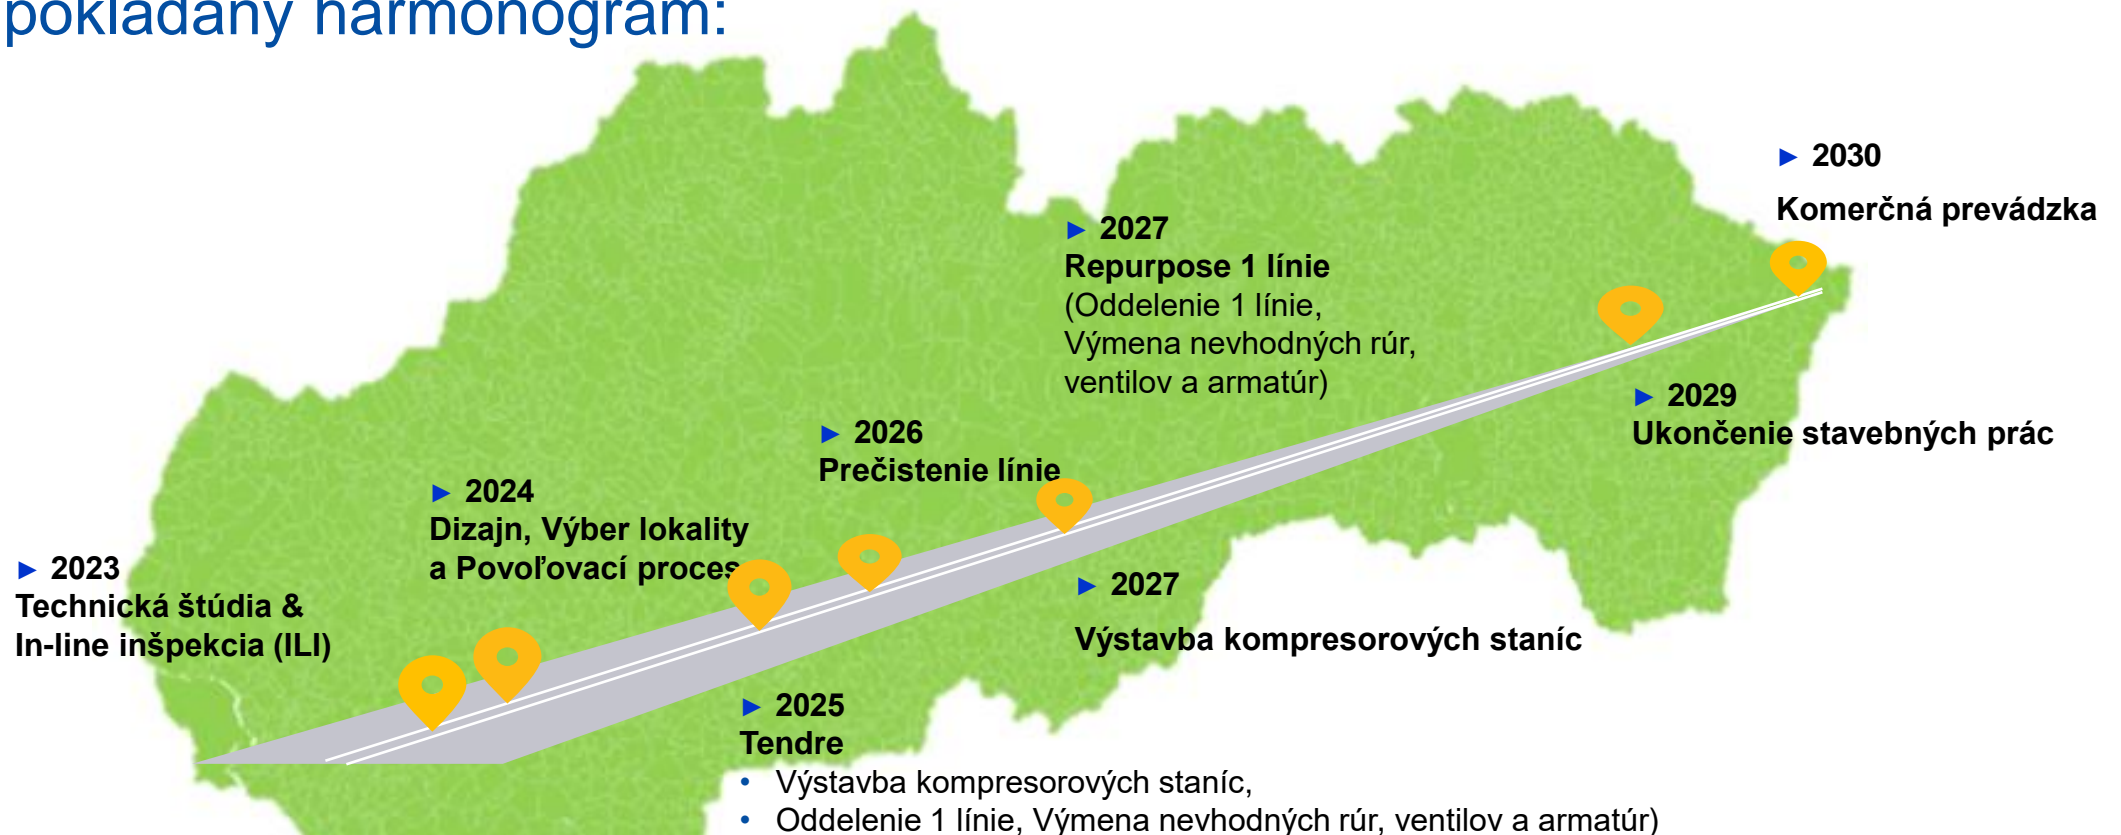 pokladaný harmonogram:
► 2023
Technická štúdia &
In-line inšpekcia (ILI)
► 2024
Dizajn, Výber lokality
a Povoľovací proces
► 2025
Tendre
• Výstavba kompresorových staníc,
• Oddelenie 1 línie, Výmena nevhodných rúr, ventilov a armatúr)
► 2026
Prečistenie línie
► 2027
Repurpose 1 línie
(Oddelenie 1 línie,
Výmena nevhodných rúr,
ventilov a armatúr)
► 2027
Výstavba kompresorových staníc
► 2029
Ukončenie stavebných prác
► 2030
Komerčná prevádzka